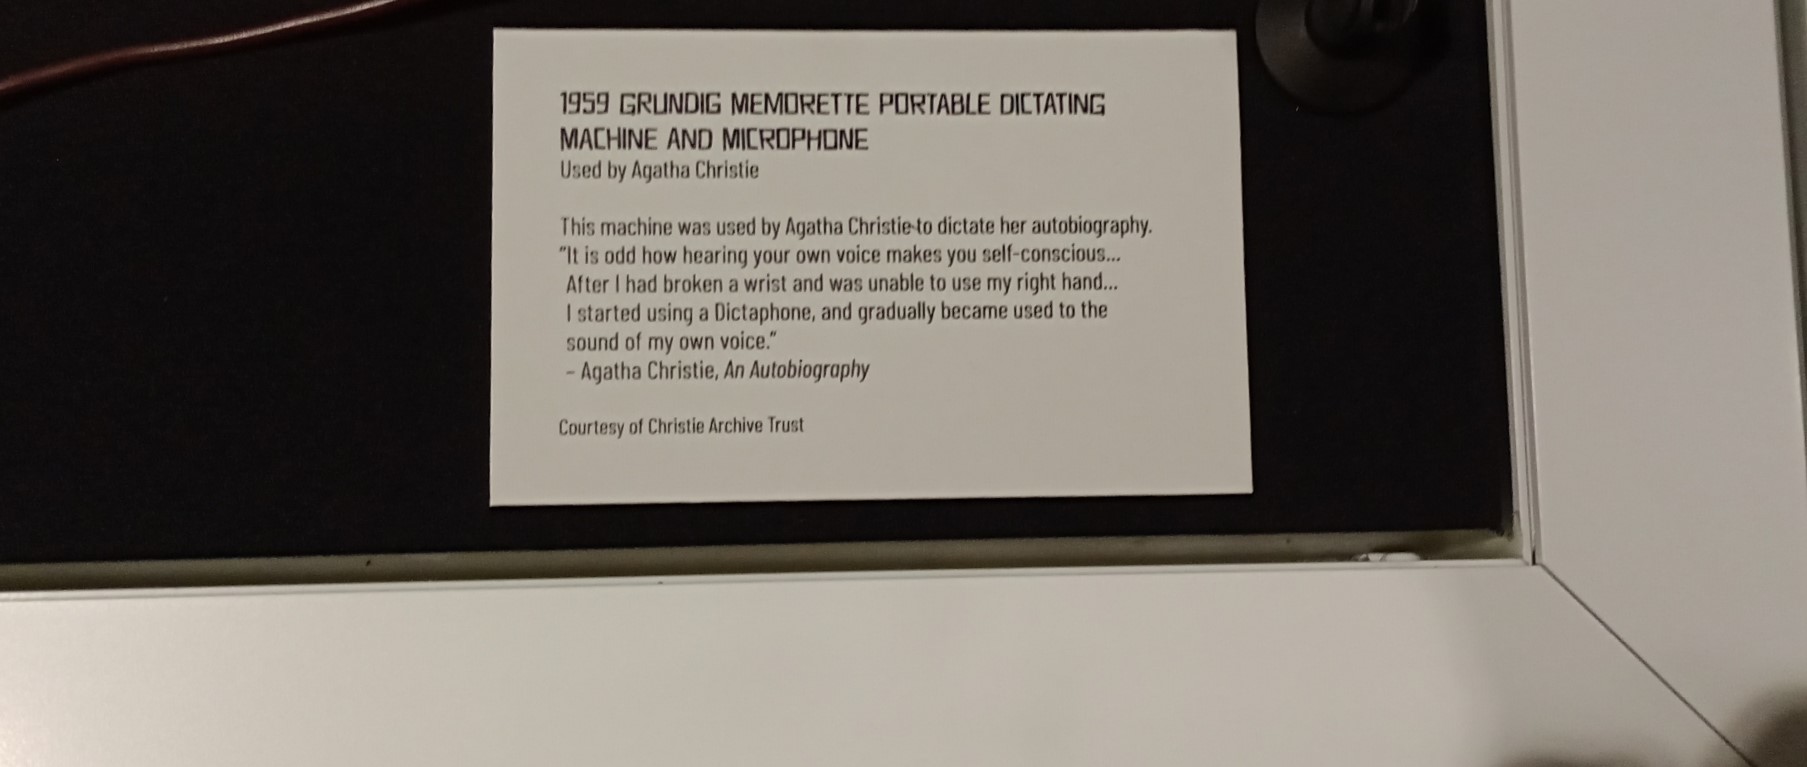 1959 GRUNDIG MEMORETTE PORTABLE DICTATING
MACHINE AND MICROPHONE
Used by Agatha Christie
This machine was used by Agatha Christie to dictate her autobiography.
"It is odd how hearing your own voice makes you self-conscious...
After I had broken a wrist and was unable to use my right hand...
I started using a Dictaphone, and gradually became used to the
sound of my own voice."
– Agatha Christie, An Autobiography
Courtesy of Christie Archive Trust